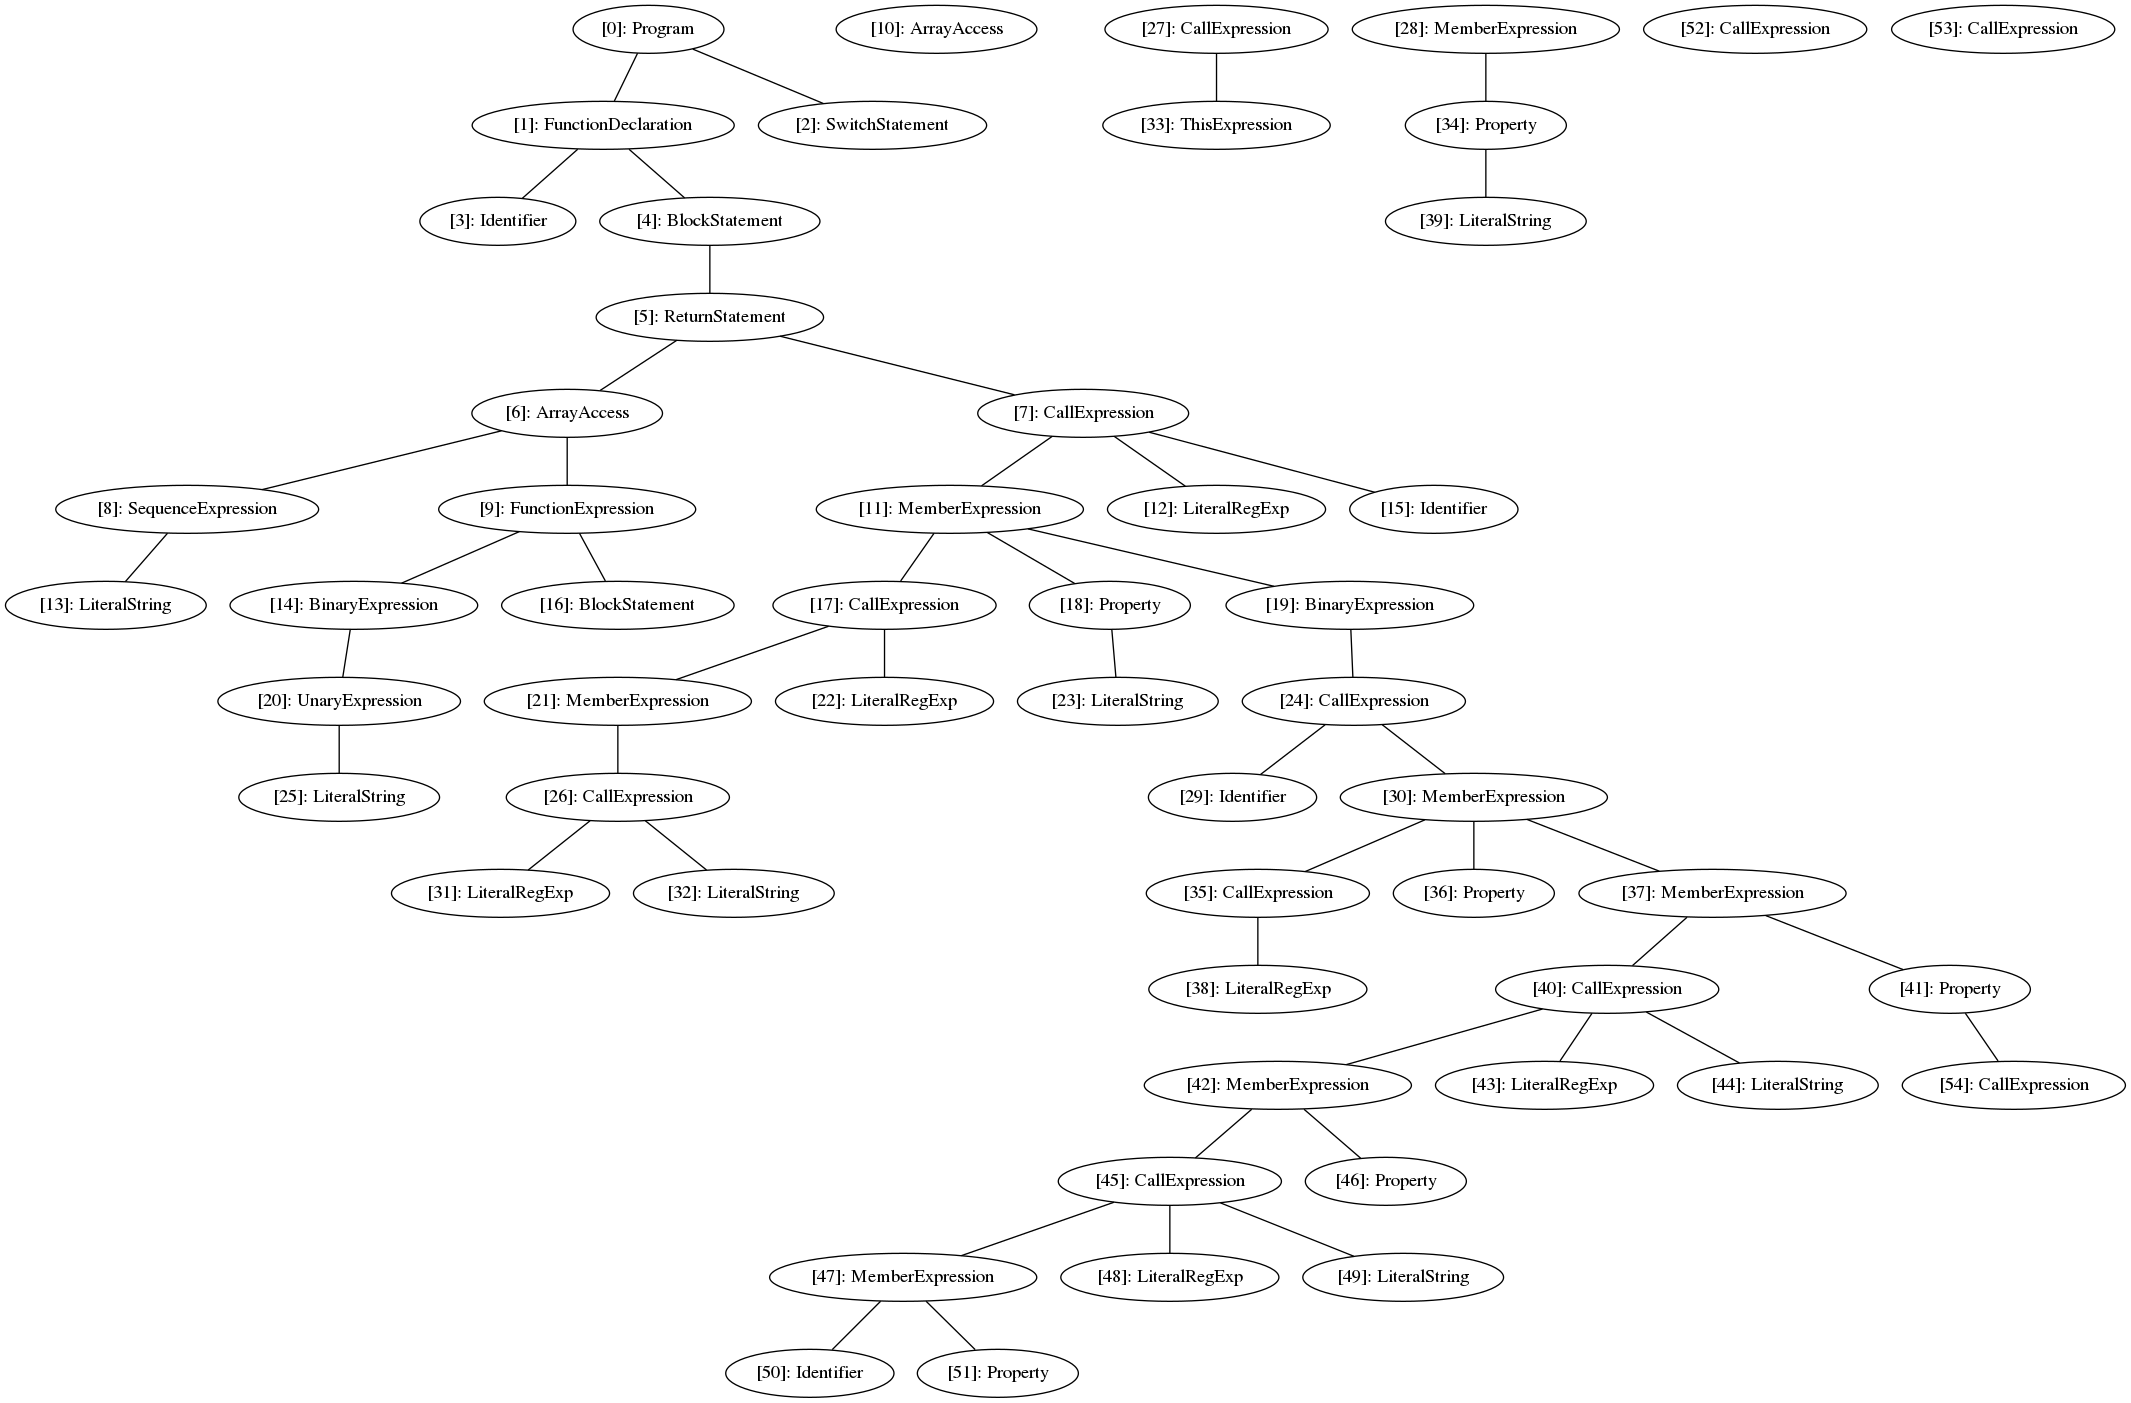 [0]: Program
[10]: ArrayAccess
[27]: CallExpression
[28]: MemberExpression
[52]: CallExpression
[53]: CallExpression
[1]: FunctionDeclaration
[2]: SwitchStatement
[33]: ThisExpression
[34]: Property
[3]: Identifier
[4]: BlockStatement
[39]: LiteralString
[5]: ReturnStatement
[6]: ArrayAccess
[7]: CallExpression
[8]: SequenceExpression
[9]: FunctionExpression
[11]: MemberExpression
[12]: LiteralRegExp
[15]: Identifier
[13]: LiteralString
[14]: BinaryExpression
[16]: BlockStatement
[17]: CallExpression
[18]: Property
[19]: BinaryExpression
[20]: UnaryExpression
[21]: MemberExpression
[22]: LiteralRegExp
[23]: LiteralString
[24]: CallExpression
[25]: LiteralString
[26]: CallExpression
[29]: Identifier
[30]: MemberExpression
[31]: LiteralRegExp
[32]: LiteralString
[35]: CallExpression
[36]: Property
[37]: MemberExpression
[38]: LiteralRegExp
[40]: CallExpression
[41]: Property
[42]: MemberExpression
[43]: LiteralRegExp
[44]: LiteralString
[54]: CallExpression
[45]: CallExpression
[46]: Property
[47]: MemberExpression
[48]: LiteralRegExp
[49]: LiteralString
[50]: Identifier
[51]: Property